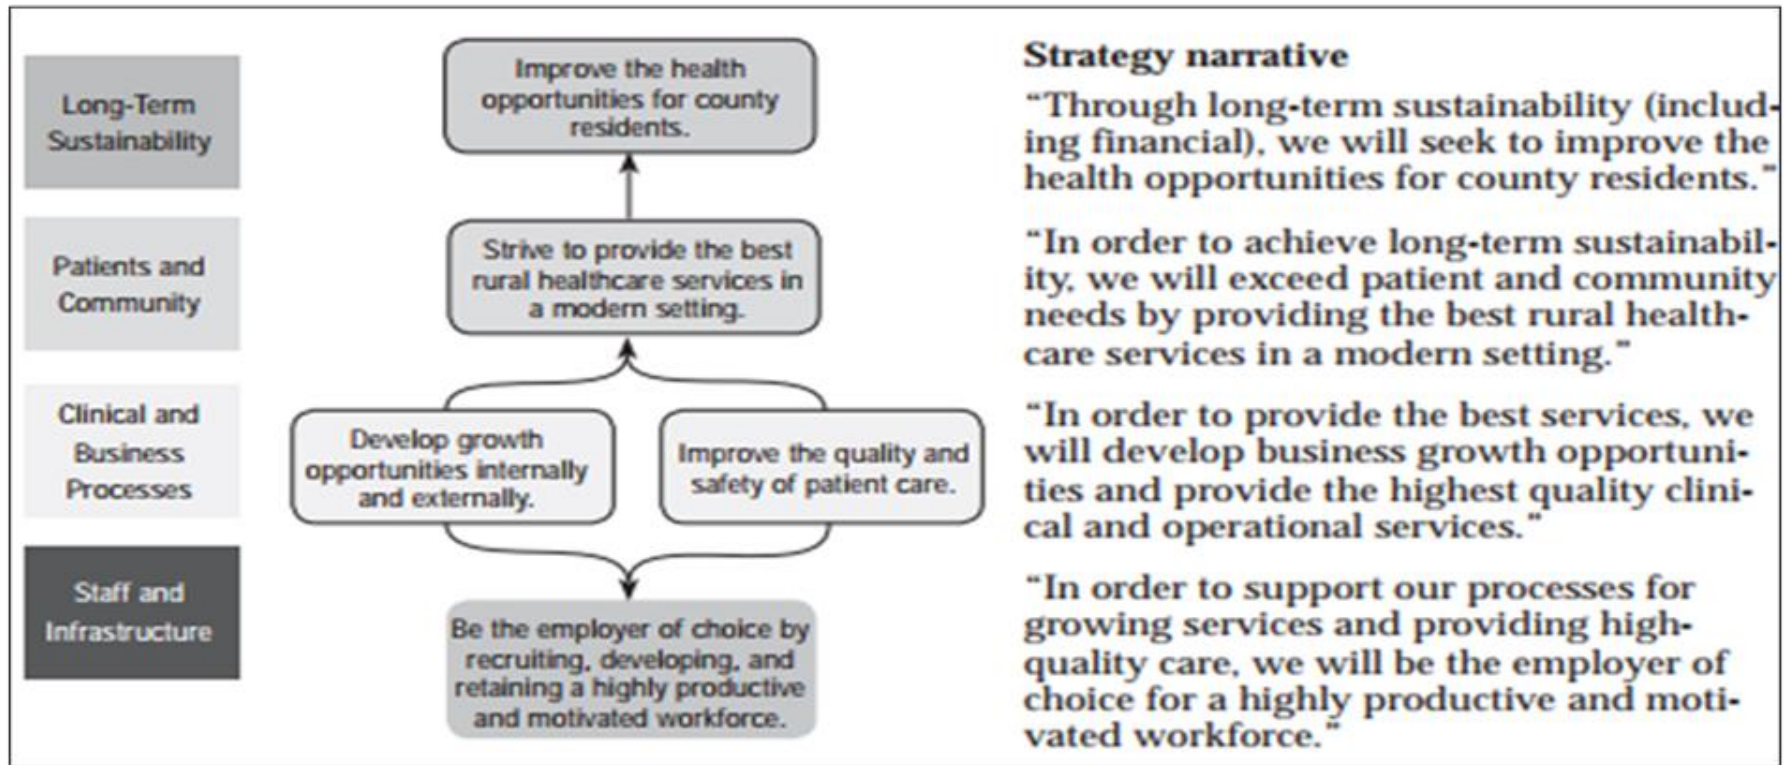 Long-Term
Sustainability
Improve the health
opportunities for county
residents.
Strategy narrative
“Through long-term sustainability (includ-
ing financial), we will seek to improve the
health opportunities for county residents.”
Patients and
Community
Strive to provide the best
rural healthcare services in
a modern setting.
“In order to achieve long-term sustainabil-
ity, we will exceed patient and community
needs by providing the best rural health-
care services in a modern setting.”
Clinical and
Business
Processes
Develop growth
opportunities internally
and externally.
Improve the quality and
safety of patient care.
“In order to provide the best services, we
will develop business growth opportuni-
ties and provide the highest quality clini-
cal and operational services.”
Staff and
Infrastructure
Be the employer of choice by
recruiting, developing, and
retaining a highly productive
and motivated workforce.
“In order to support our processes for
growing services and providing high-
quality care, we will be the employer of
choice for a highly productive and moti-
vated workforce.”